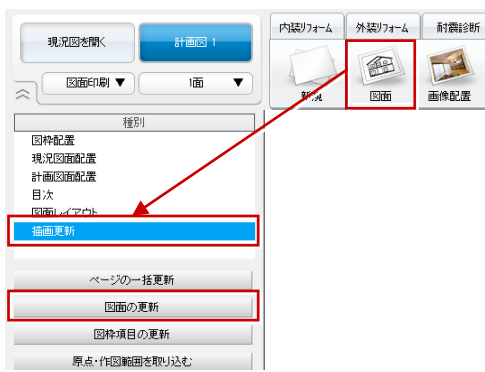 現況図を開く
計画図 1
内装リフォーム
外装リフォーム
耐震診断
図面印刷 ▼
1面 ▼
新規
図面
画像配置
種別
図枠配置
現況図面配置
計画図面配置
目次
図面レイアウト
描画更新
ページの一括更新
図面の更新
図枠項目の更新
原点・作図範囲を取り込む